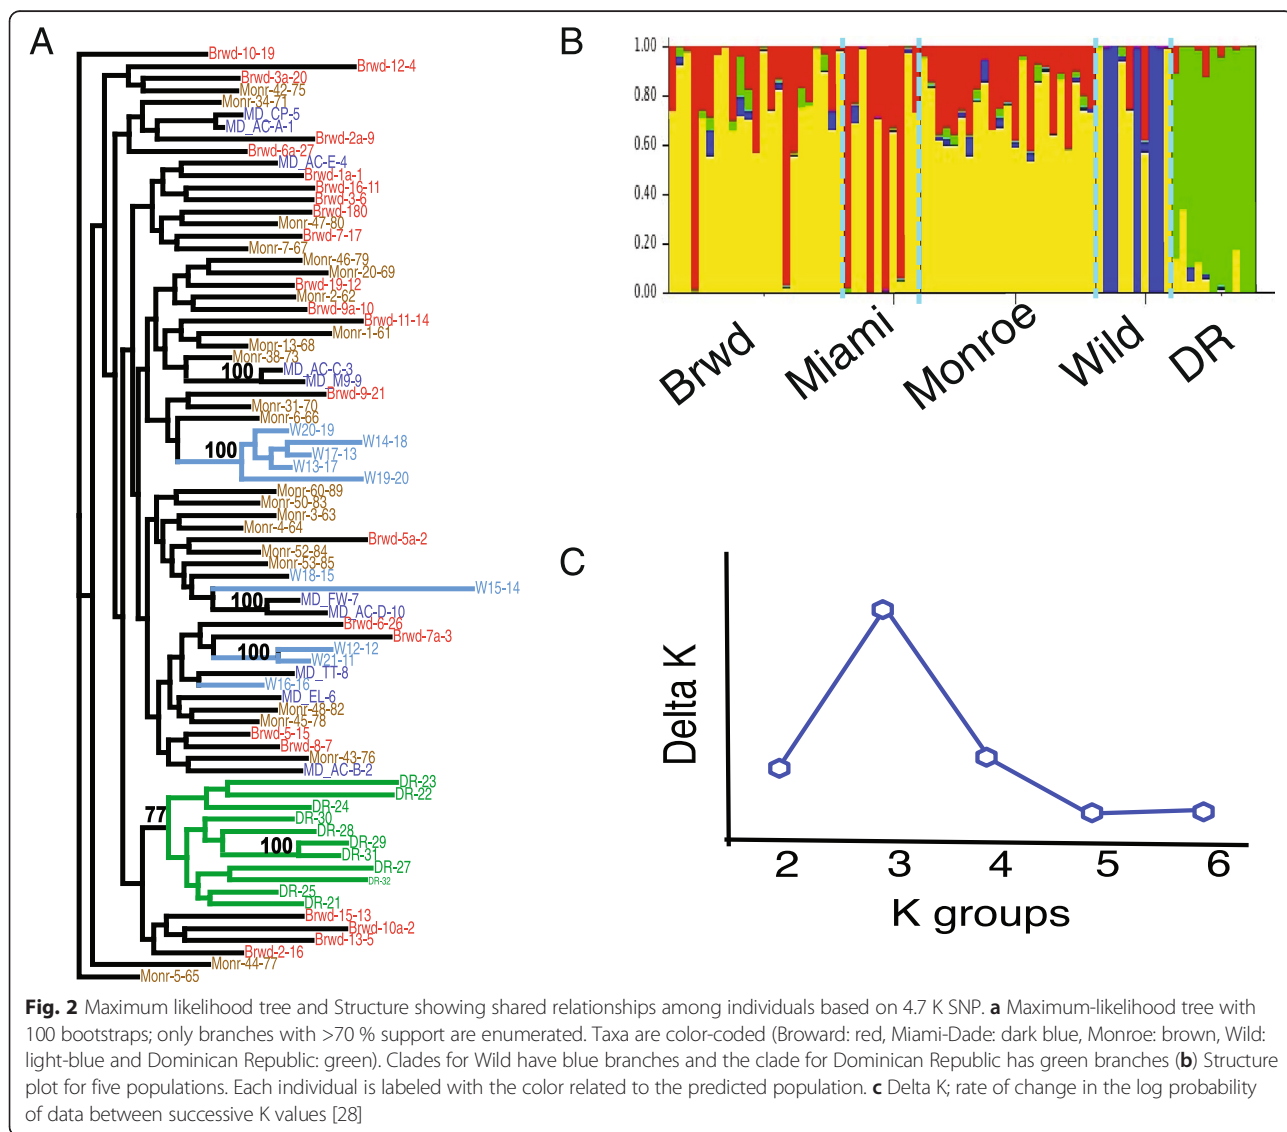 A
Brwd-10-19
Brwd-12-4
Brwd-3a-20
Monr-42-75
Monr-34-71
MD_CP-5
MD_AC-A-1
Brwd-2a-9
Brwd-6a-27
MD_AC-E-4
Brwd-1a-1
Brwd-16-11
Brwd-3-6
Brwd-180
Monr-47-80
Brwd-7-17
Monr-7-67
Monr-46-79
Monr-20-69
Brwd-19-12
Monr-2-62
Brwd-9a-10
Brwd-11-14
Monr-1-61
Monr-13-68
Monr-38-73
100
MD_AC-C-3
MD_M9-9
Brwd-9-21
Monr-31-70
Monr-6-66
W20-19
100
W14-18
W17-13
W13-17
W19-20
Monr-60-89
Monr-50-83
Monr-3-63
Monr-4-64
Brwd-5a-2
Monr-52-84
Monr-53-85
W18-15
W15-14
100
MD_FW-7
MD_AC-D-10
Brwd-6-26
Brwd-7a-3
100
W12-12
W21-11
MD_TT-8
W16-16
MD_EL-6
Monr-48-82
Monr-45-78
Brwd-5-15
Brwd-8-7
Monr-43-76
MD_AC-B-2
DR-23
DR-22
77
DR-24
DR-30
DR-28
100
DR-29
DR-31
DR-27
DR-32
DR-25
DR-21
Brwd-15-13
Brwd-10a-2
Brwd-13-5
Brwd-2-16
Monr-44-77
Monr-5-65
B
1.00
0.80
0.60
0.40
0.20
0.00
Brwd
Miami
Monroe
Wild
DR
C
Delta K
2 3 4 5 6
K groups
Fig. 2 Maximum likelihood tree and Structure showing shared relationships among individuals based on 4.7 K SNP. a Maximum-likelihood tree with
100 bootstraps; only branches with >70 % support are enumerated. Taxa are color-coded (Broward: red, Miami-Dade: dark blue, Monroe: brown, Wild:
light-blue and Dominican Republic: green). Clades for Wild have blue branches and the clade for Dominican Republic has green branches (b) Structure
plot for five populations. Each individual is labeled with the color related to the predicted population. c Delta K; rate of change in the log probability
of data between successive K values [28]